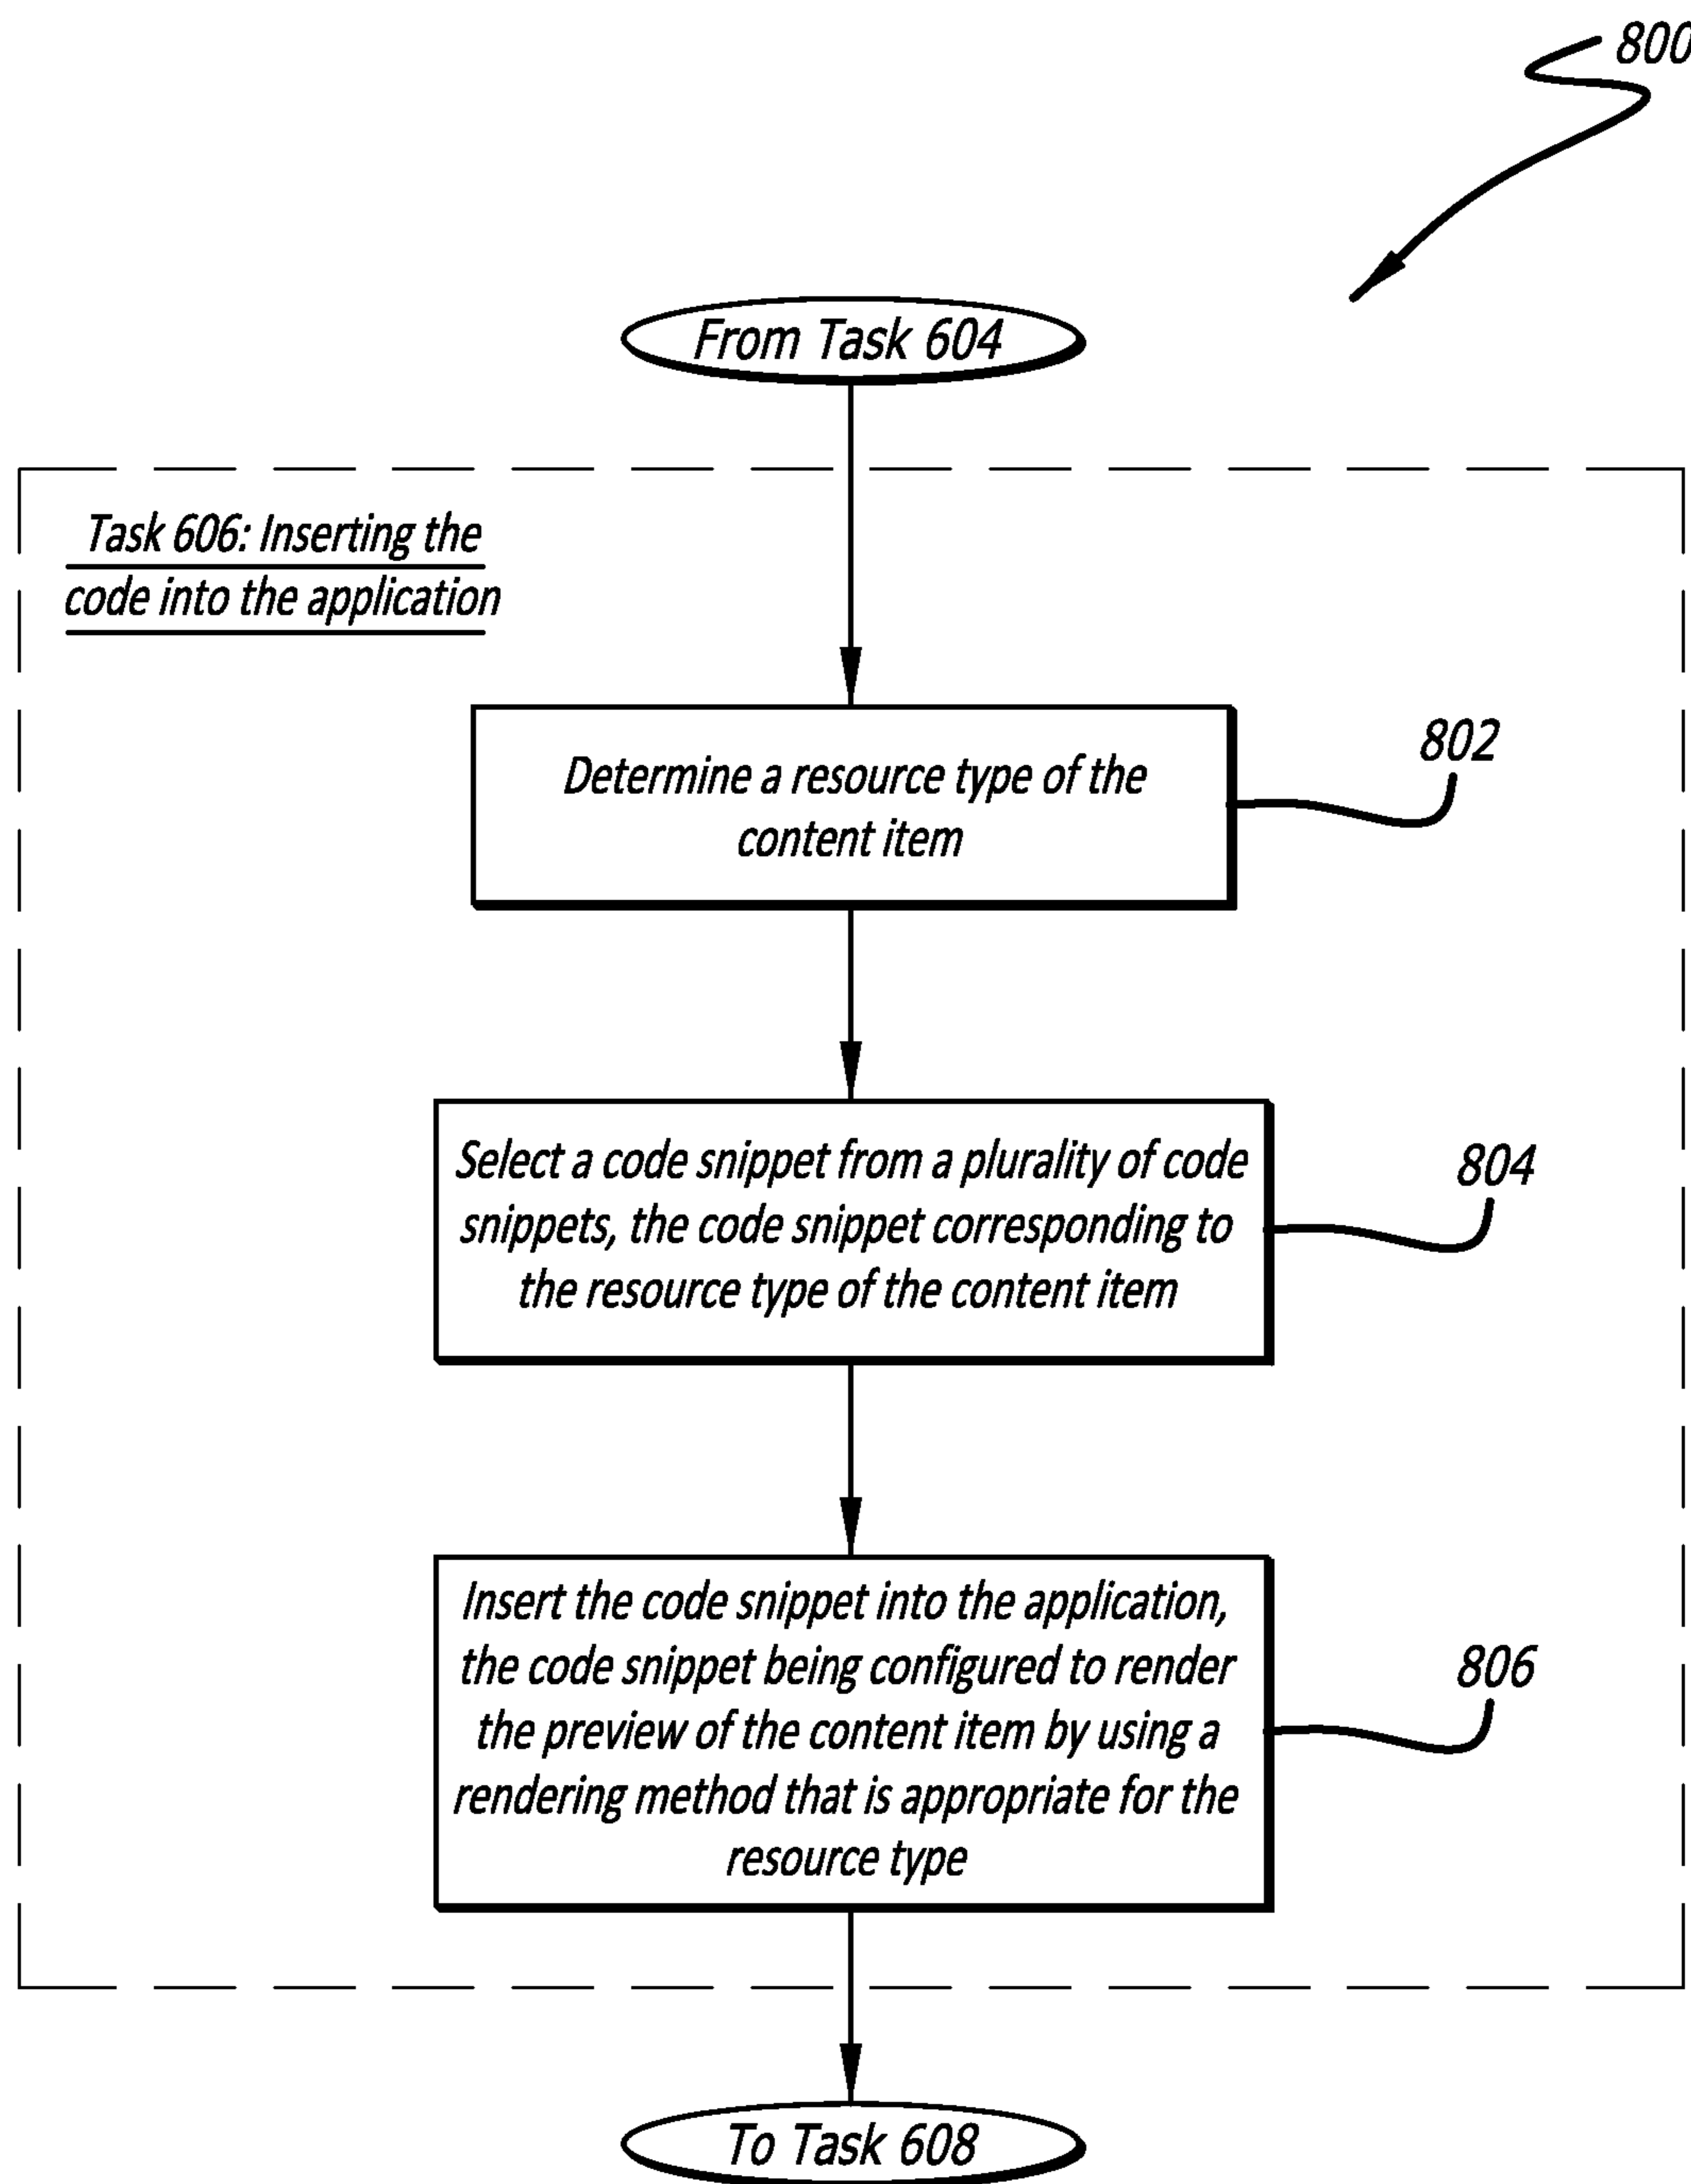 800
From Task 604
Task 606: Inserting the
code into the application
Determine a resource type of the
content item
802
Select a code snippet from a plurality of code
snippets, the code snippet corresponding to
the resource type of the content item
804
Insert the code snippet into the application,
the code snippet being configured to render
the preview of the content item by using a
rendering method that is appropriate for the
resource type
806
To Task 608